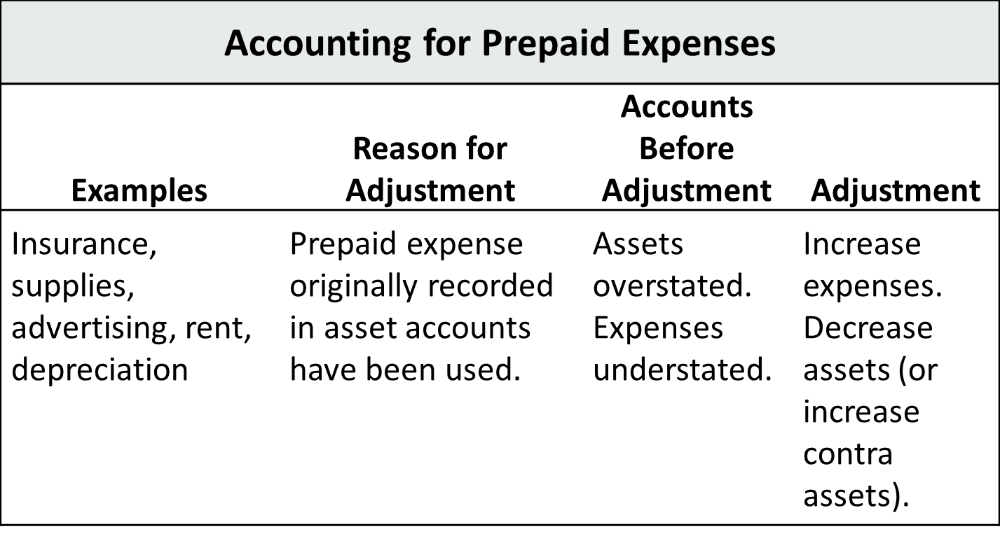 Accounting for Prepaid Expenses
Examples
Reason for
Adjustment
Accounts
Before
Adjustment
Adjustment
Insurance,
supplies,
advertising, rent,
depreciation
Prepaid expense
originally recorded
in asset accounts
have been used.
Assets
overstated.
Expenses
understated.
Increase
expenses.
Decrease
assets (or
increase
contra
assets).